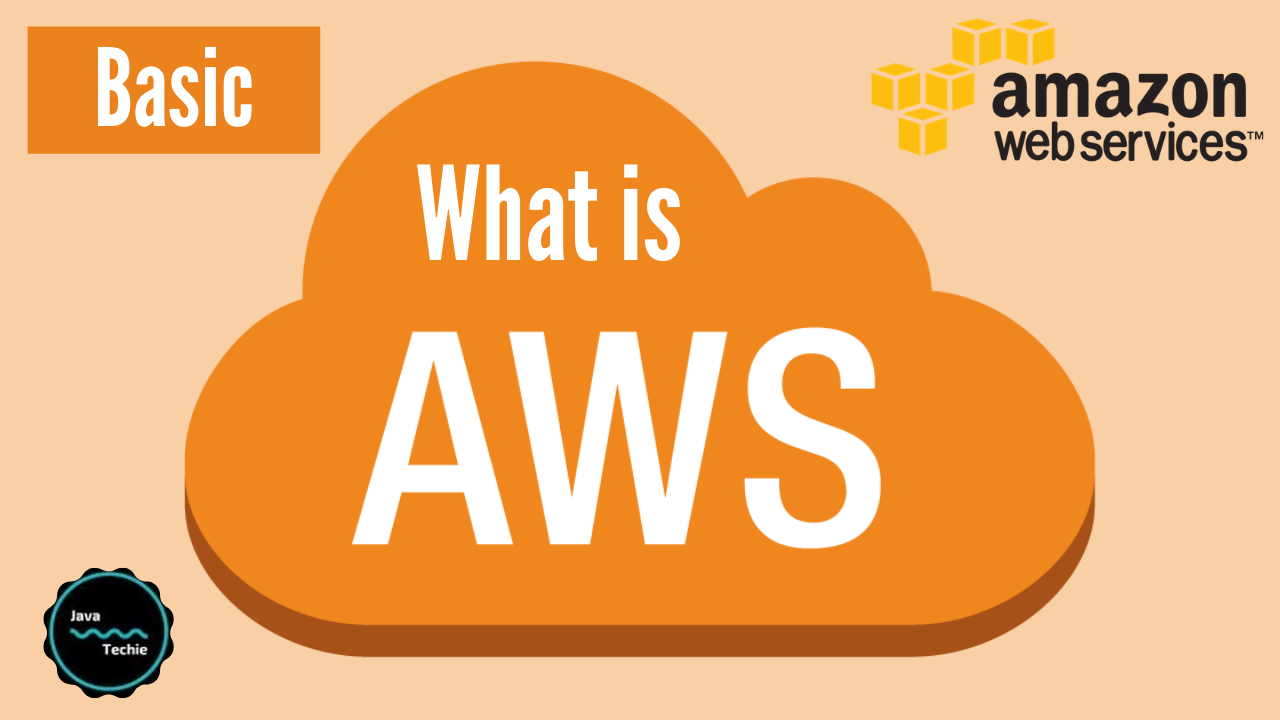 Basic
amazon
web services™
What is
AWS
Java
Techie